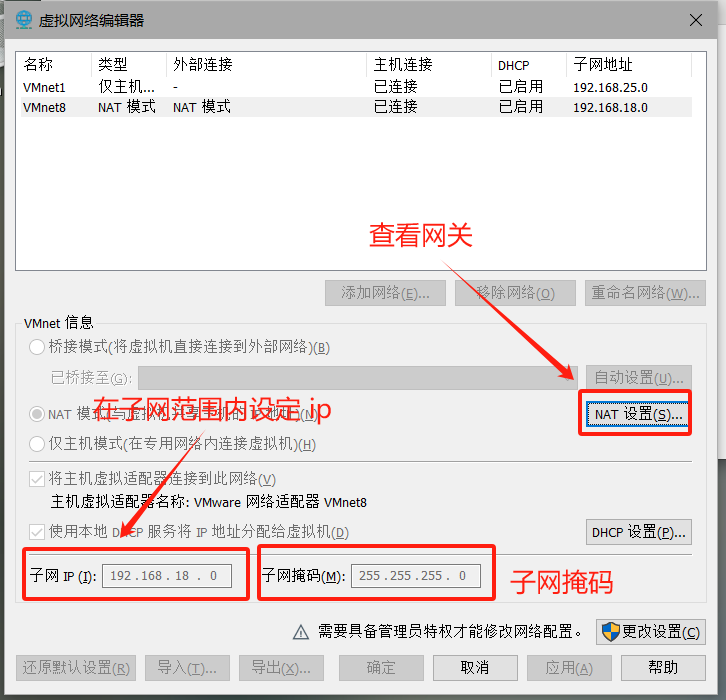 虚拟网络编辑器
名称 类型 外部连接 主机连接 DHCP 子网地址
VMnet1 仅主机... - 已连接 已启用 192.168.25.0
VMnet8 NAT 模式 NAT 模式 已连接 已启用 192.168.18.0
查看网关
添加网络(E)... 移除网络(O) 重命名网络(W)...
VMnet 信息
桥接模式(将虚拟机直接连接到外部网络)(B)
已桥接至(G): 自动设置(U)...
在子网范围内设定 ip
NAT 模式(与虚拟机共享主机的 IP 地址)(N) NAT 设置(S)...
仅主机模式(在专用网络内连接虚拟机)(H)
将主机虚拟适配器连接到此网络(V)
主机虚拟适配器名称: VMware 网络适配器 VMnet8
使用本地 DHCP 服务将 IP 地址分配给虚拟机(D) DHCP 设置(P)...
子网 IP (I): 192.168. 18 . 0 子网掩码(M): 255.255.255. 0 子网掩码
需要具备管理员特权才能修改网络配置。 更改设置(C)
还原默认设置(R) 导入(T)... 导出(X)... 确定 取消 应用(A) 帮助